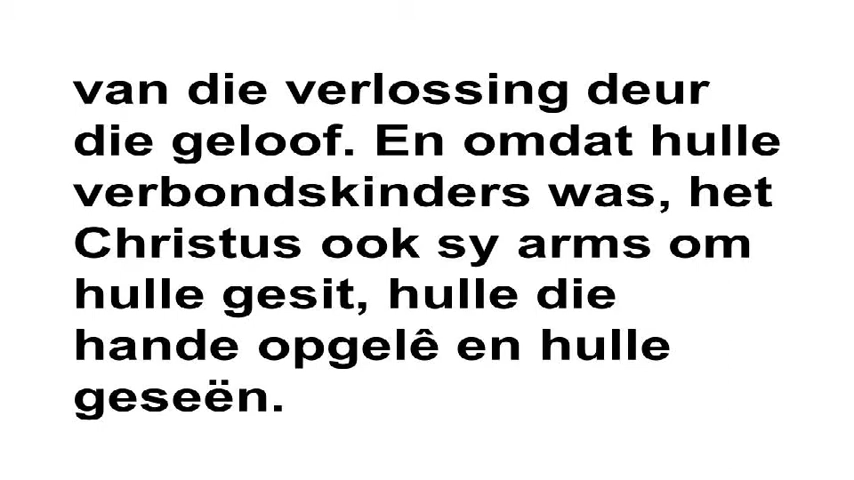 van die verlossing deur
die geloof. En omdat hulle
verbondskinders was, het
Christus ook sy arms om
hulle gesit, hulle die
hande opgelê en hulle
geseën.